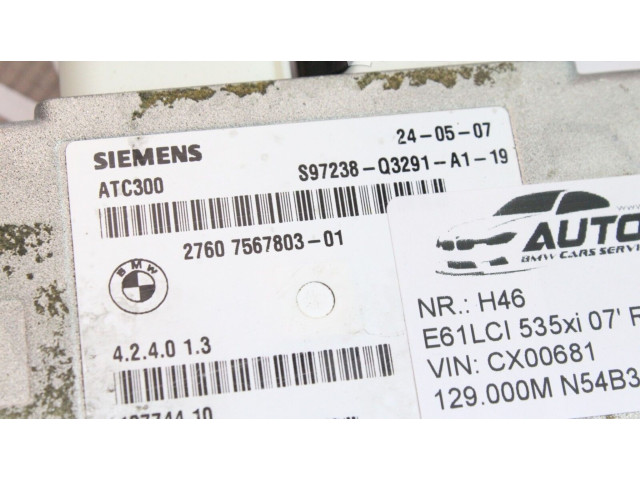 SIEMENS
24-05-07
ATC300
S97238-Q3291-A1-19
2760 7567803-01
BMW
4.2.4.0 1.3
AUTO
BMW CARS SERVI
NR.: H46
E61LCI 535xi 07' R
VIN: CX00681
129.000M N54B3